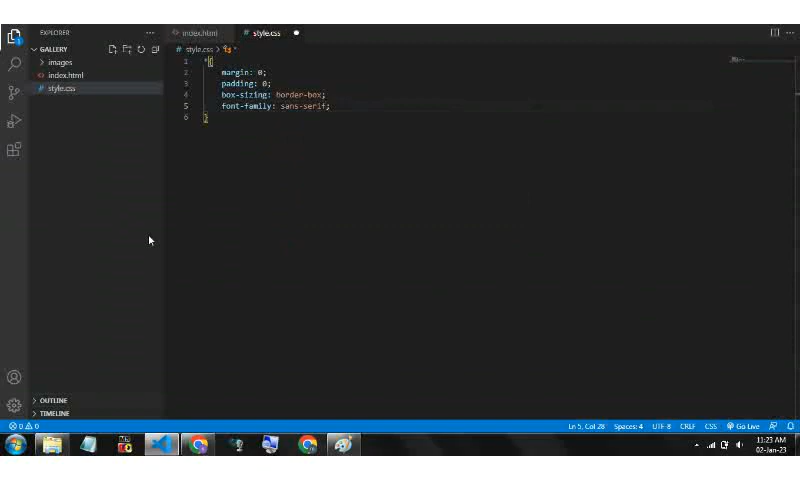 EXPLORER
index.html
style.css
GALLERY
style.css
images
index.html
style.css
1 *{
2 margin: 0;
3 padding: 0;
4 box-sizing: border-box;
5 font-family: sans-serif;
6 }
OUTLINE
TIMELINE
0 0
Ln 5, Col 28
Spaces: 4
UTF-8
CRLF
CSS
Go Live
11:23 AM
02-Jan-23